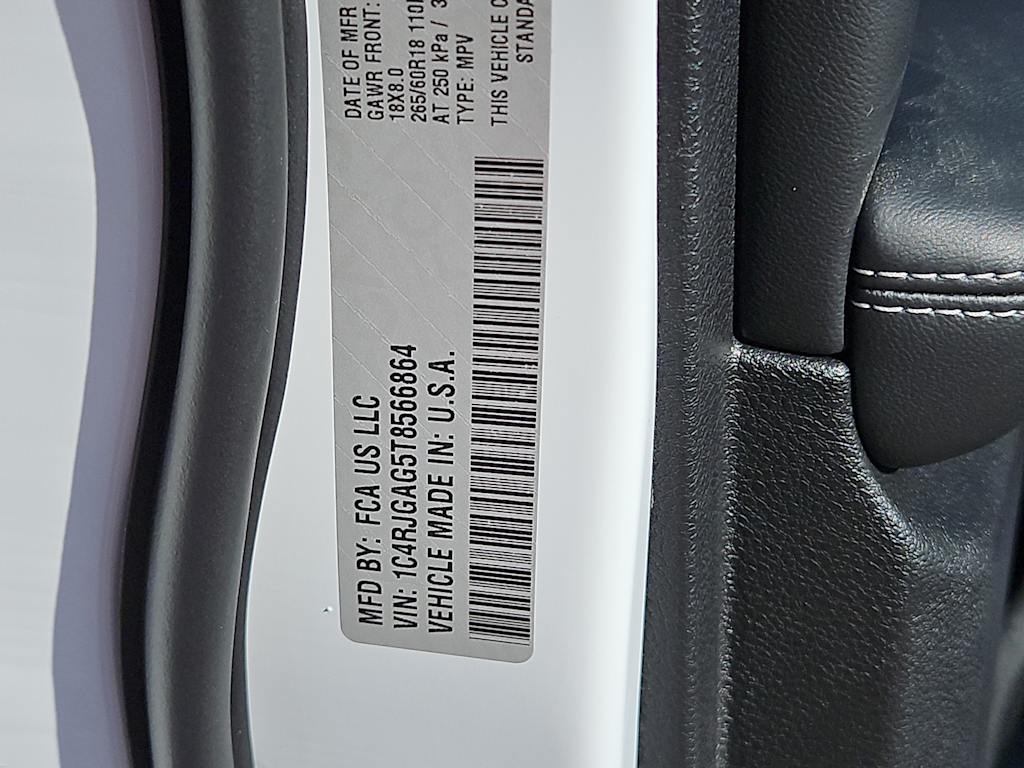 MFD BY: FCA US LLC
VIN: 1C4RJGAG5T8566864
VEHICLE MADE IN: U.S.A.
DATE OF MFR
GAWR FRONT:
18X8.0
265/60R18 110
AT 250 kPa / 3
TYPE: MPV
THIS VEHICLE C
STANDA